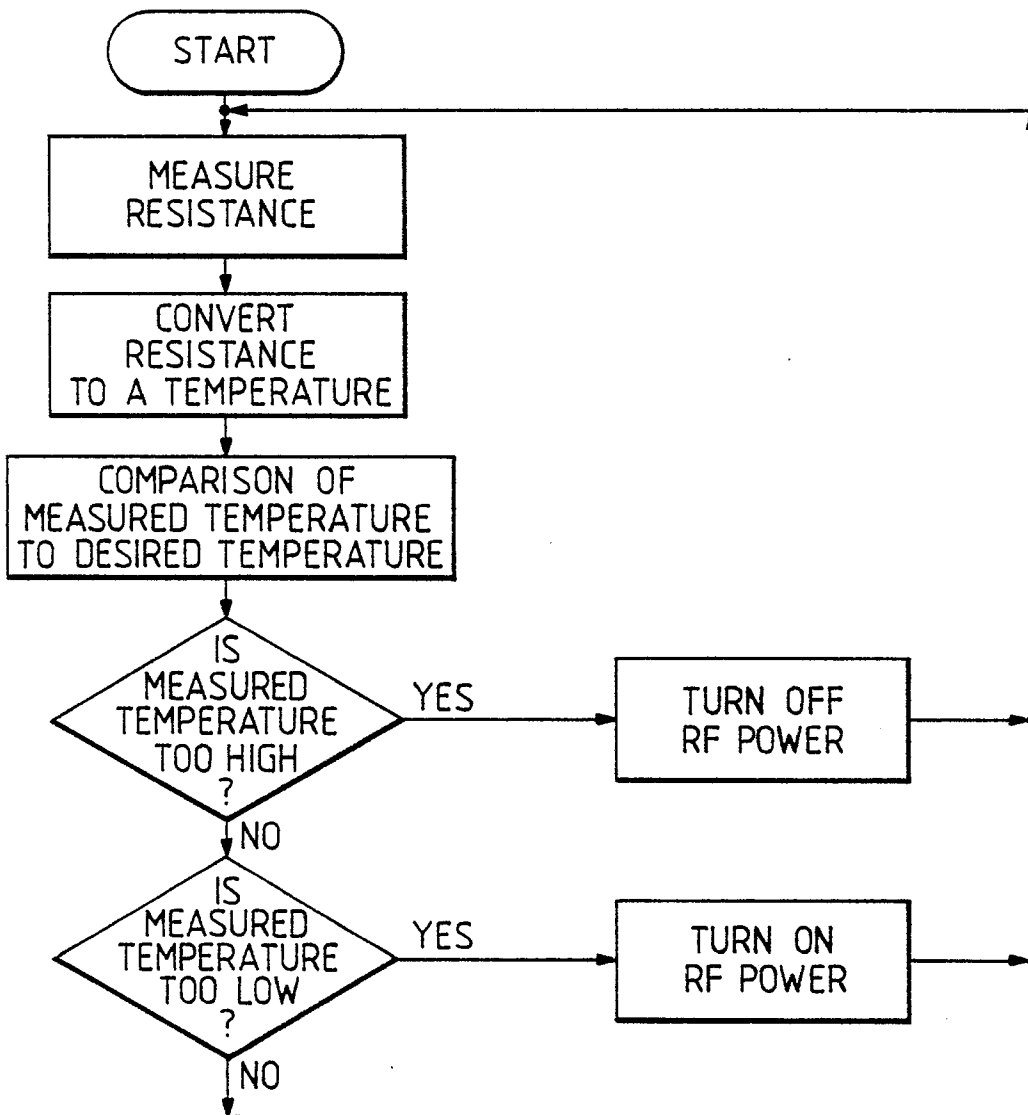 START
MEASURE
RESISTANCE
CONVERT
RESISTANCE
TO A TEMPERATURE
COMPARISON OF
MEASURED TEMPERATURE
TO DESIRED TEMPERATURE
IS
MEASURED
TEMPERATURE
TOO HIGH
?
YES
TURN OFF
RF POWER
NO
IS
MEASURED
TEMPERATURE
TOO LOW
?
YES
TURN ON
RF POWER
NO